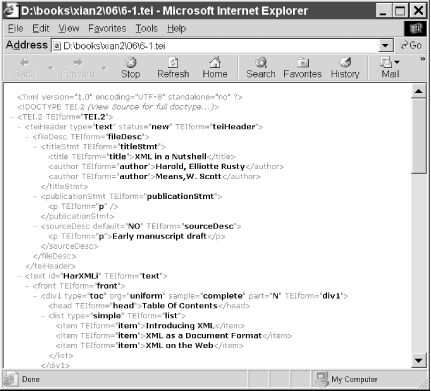 D:\books\xian2\06\6-1.tei - Microsoft Internet Explorer
File Edit View Favorites Tools Help
Address D:\books\xian2\06\6-1.tei Go
Back Forward Stop Refresh Home Search Favorites History Mail
<?xml version="1.0" encoding="UTF-8" standalone="no" ?>
<!DOCTYPE TEI.2 (View Source for full doctype...)>
- <TEI.2 TEIform="TEI.2">
- <teiHeader type="text" status="new" TEIform="teiHeader">
- <fileDesc TEIform="fileDesc">
- <titleStmt TEIform="titleStmt">
<title TEIform="title">XML in a Nutshell</title>
<author TEIform="author">Harold, Elliotte Rusty</author>
<author TEIform="author">Means, W. Scott</author>
</titleStmt>
- <publicationStmt TEIform="publicationStmt">
<p TEIform="p" />
</publicationStmt>
- <sourceDesc default="NO" TEIform="sourceDesc">
<p TEIform="p">Early manuscript draft</p>
</sourceDesc>
</fileDesc>
</teiHeader>
- <text id="HarXMLi" TEIform="text">
- <front TEIform="front">
- <div1 type="toc" org="uniform" sample="complete" part="N" TEIform="div1">
<head TEIform="head">Table Of Contents</head>
- <list type="simple" TEIform="list">
<item TEIform="item">Introducing XML</item>
<item TEIform="item">XML as a Document Format</item>
<item TEIform="item">XML on the Web</item>
</list>
</div1>
Done My Computer